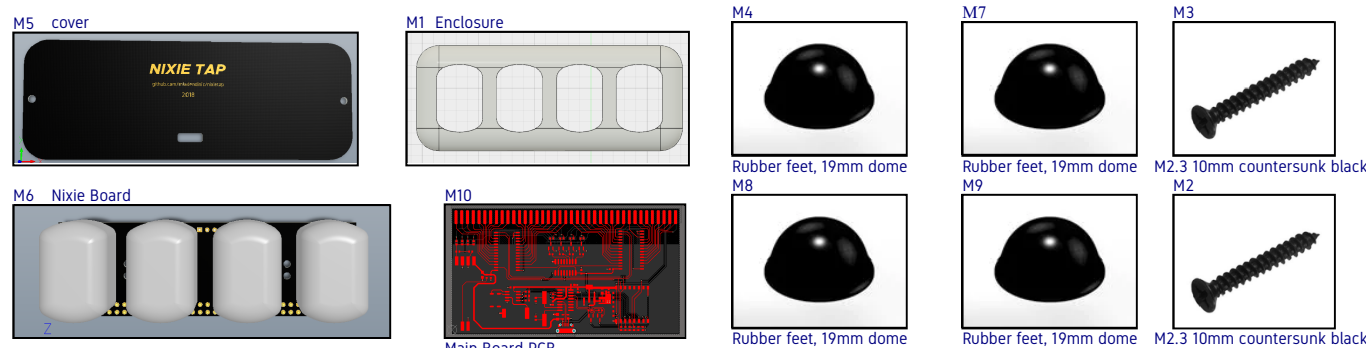 M5 cover
NIXIE TAP
2018
M1 Enclosure
M4
Rubber feet, 19mm dome
M7
Rubber feet, 19mm dome
M3
M2.3 10mm countersunk black
M6 Nixie Board
Z
M10
Main Board PCB
M8
Rubber feet, 19mm dome
M9
Rubber feet, 19mm dome
M2
M2.3 10mm countersunk black